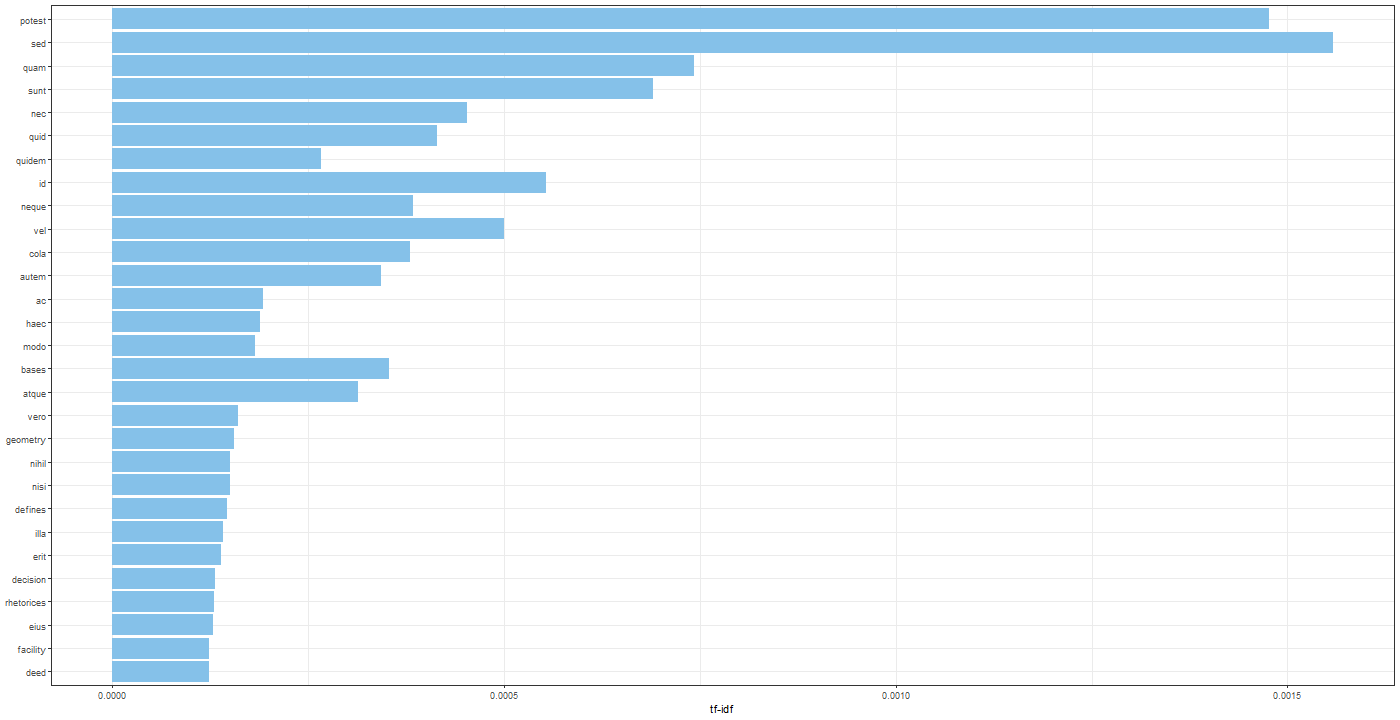 potest
sed
quam
sunt
nec
quid
quidem
id
neque
vel
cola
autem
ac
haec
modo
bases
atque
vero
geometry
nihil
nisi
defines
illa
erit
decision
rhetorices
eius
facility
deed
0.0000 0.0005 0.0010 0.0015
tf-idf